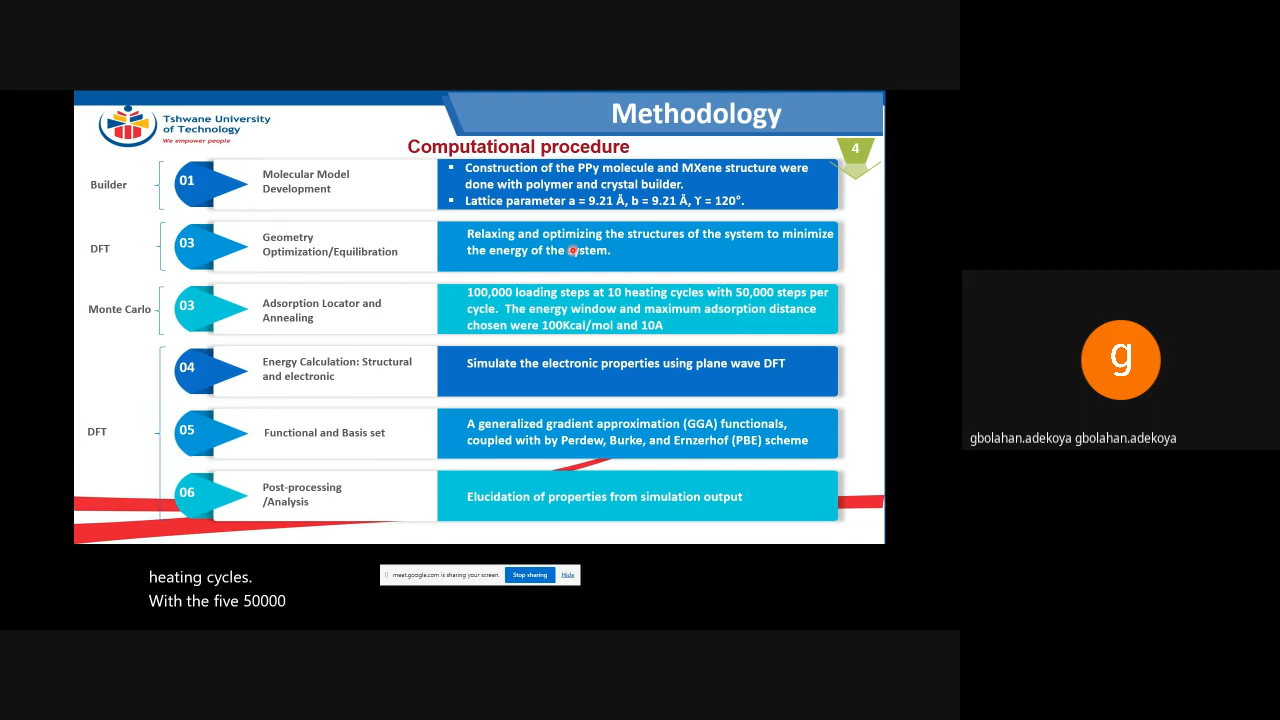 Tshwane University
of Technology
We empower people
Methodology
Computational procedure
4
Builder
01
Molecular Model
Development
▪ Construction of the PPy molecule and MXene structure were
done with polymer and crystal builder.
▪ Lattice parameter a = 9.21 Å, b = 9.21 Å, ϒ = 120°.
DFT
03
Geometry
Optimization/Equilibration
Relaxing and optimizing the structures of the system to minimize
the energy of the system.
Monte Carlo
03
Adsorption Locator and
Annealing
100,000 loading steps at 10 heating cycles with 50,000 steps per
cycle. The energy window and maximum adsorption distance
chosen were 100Kcal/mol and 10A
DFT
04
Energy Calculation: Structural
and electronic
Simulate the electronic properties using plane wave DFT
05
Functional and Basis set
A generalized gradient approximation (GGA) functionals,
coupled with by Perdew, Burke, and Ernzerhof (PBE) scheme
06
Post-processing
/Analysis
Elucidation of properties from simulation output
heating cycles.
With the five 50000
meet.google.com is sharing your screen.
Stop sharing
Hide
g
gbolahan.adekoya gbolahan.adekoya